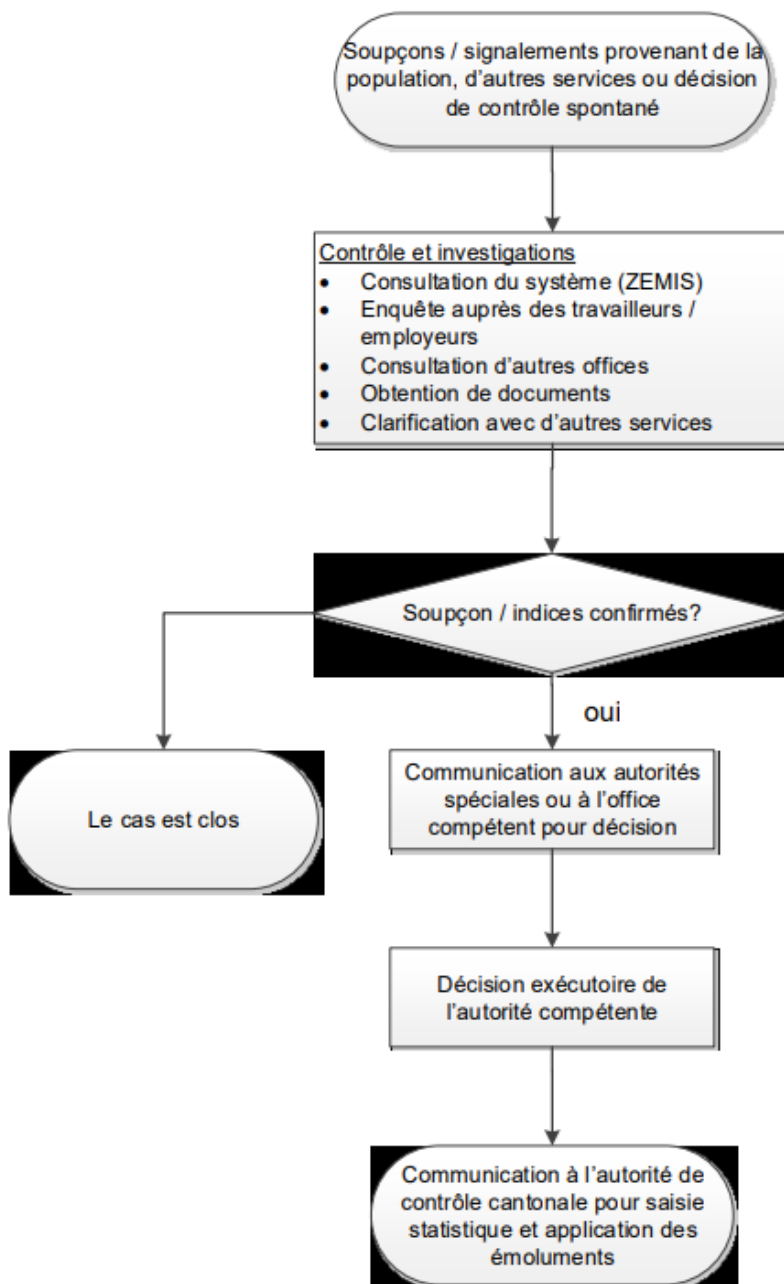 Soupçons / signalements provenant de la
population, d'autres services ou décision
de contrôle spontané
Contrôle et investigations
• Consultation du système (ZEMIS)
• Enquête auprès des travailleurs /
employeurs
• Consultation d'autres offices
• Obtention de documents
• Clarification avec d'autres services
Soupçon / indices confirmés?
oui
Le cas est clos
Communication aux autorités
spéciales ou à l'office
compétent pour décision
Décision exécutoire de
l'autorité compétente
Communication à l'autorité de
contrôle cantonale pour saisie
statistique et application des
émoluments